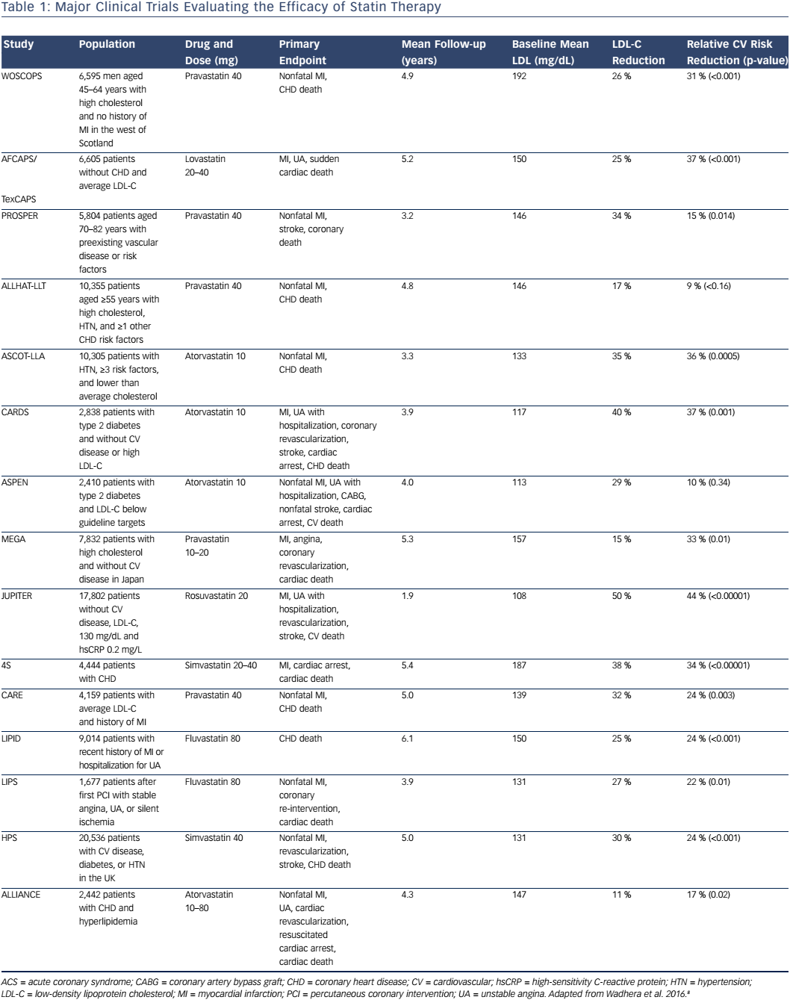 Table 1: Major Clinical Trials Evaluating the Efficacy of Statin Therapy
Study Population Drug and Dose (mg) Primary Endpoint Mean Follow-up (years) Baseline Mean LDL (mg/dL) LDL-C Reduction Relative CV Risk Reduction (p-value)
WOSCOPS 6,595 men aged Pravastatin 40 Nonfatal MI, 4.9 192 26 % 31 % (<0.001)
45–64 years with CHD death
high cholesterol
and no history of
MI in the west of
Scotland
AFCAPS/ 6,605 patients Lovastatin MI, UA, sudden 5.2 150 25 % 37 % (<0.001)
without CHD and 20–40 cardiac death
average LDL-C
TexCAPS
PROSPER 5,804 patients aged Pravastatin 40 Nonfatal MI, 3.2 146 34 % 15 % (0.014)
70–82 years with stroke, coronary
preexisting vascular death
disease or risk
factors
ALLHAT-LLT 10,355 patients Pravastatin 40 Nonfatal MI, 4.8 146 17 % 9 % (<0.16)
aged ≥55 years with CHD death
high cholesterol,
HTN, and ≥1 other
CHD risk factors
ASCOT-LLA 10,305 patients with Atorvastatin 10 Nonfatal MI, 3.3 133 35 % 36 % (0.0005)
HTN, ≥3 risk factors, CHD death
and lower than
average cholesterol
CARDS 2,838 patients with Atorvastatin 10 MI, UA with 3.9 117 40 % 37 % (0.001)
type 2 diabetes hospitalization, coronary
and without CV revascularization,
disease or high stroke, cardiac
LDL-C arrest, CHD death
ASPEN 2,410 patients with Atorvastatin 10 Nonfatal MI, UA with 4.0 113 29 % 10 % (0.34)
type 2 diabetes hospitalization, CABG,
and LDL-C below nonfatal stroke, cardiac
guideline targets arrest, CV death
MEGA 7,832 patients with Pravastatin MI, angina, 5.3 157 15 % 33 % (0.01)
high cholesterol 10–20 coronary
and without CV revascularization,
disease in Japan cardiac death
JUPITER 17,802 patients Rosuvastatin 20 MI, UA with 1.9 108 50 % 44 % (<0.00001)
without CV hospitalization,
disease, LDL-C, revascularization,
130 mg/dL and stroke, CV death
hsCRP 0.2 mg/L
4S 4,444 patients Simvastatin 20–40 MI, cardiac arrest, 5.4 187 38 % 34 % (<0.00001)
with CHD cardiac death
CARE 4,159 patients with Pravastatin 40 Nonfatal MI, 5.0 139 32 % 24 % (0.003)
average LDL-C CHD death
and history of MI
LIPID 9,014 patients with Fluvastatin 80 CHD death 6.1 150 25 % 24 % (<0.001)
recent history of MI or
hospitalization for UA
LIPS 1,677 patients after Fluvastatin 80 Nonfatal MI, 3.9 131 27 % 22 % (0.01)
first PCI with stable coronary
angina, UA, or silent re-intervention,
ischemia cardiac death
HPS 20,536 patients Simvastatin 40 Nonfatal MI, 5.0 131 30 % 24 % (<0.001)
with CV disease, revascularization,
diabetes, or HTN stroke, CHD death
in the UK
ALLIANCE 2,442 patients Atorvastatin Nonfatal MI, 4.3 147 11 % 17 % (0.02)
with CHD and 10–80 UA, cardiac
hyperlipidemia revascularization,
resuscitated
cardiac arrest,
cardiac death
ACS = acute coronary syndrome; CABG = coronary artery bypass graft; CHD = coronary heart disease; CV = cardiovascular; hsCRP = high-sensitivity C-reactive protein; HTN = hypertension;
LDL-C = low-density lipoprotein cholesterol; MI = myocardial infarction; PCI = percutaneous coronary intervention; UA = unstable angina. Adapted from Wadhera et al. 2016.⁸